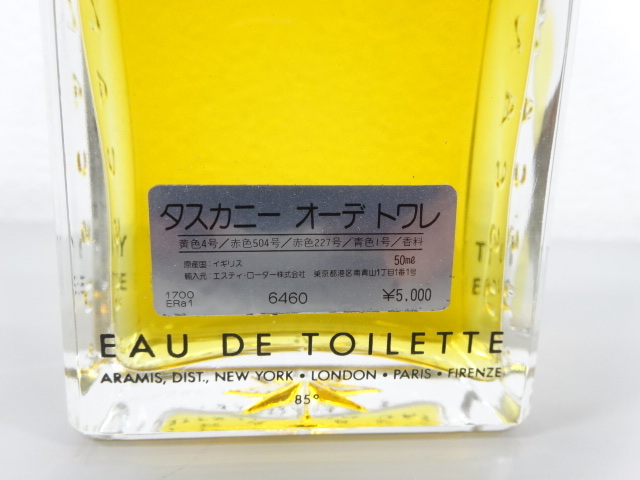 タスカニー オーデ トワレ
黄色4号/赤色504号/赤色227号/青色1号/香料
原産国:イギリス 50ml
輸入元:エスティ・ローダー株式会社 東京都港区南青山1丁目1番1号
1700
ERa1 6460 ¥5,000
EAU DE TOILETTE
ARAMIS, DIST., NEW YORK • LONDON • PARIS • FIRENZE
85°